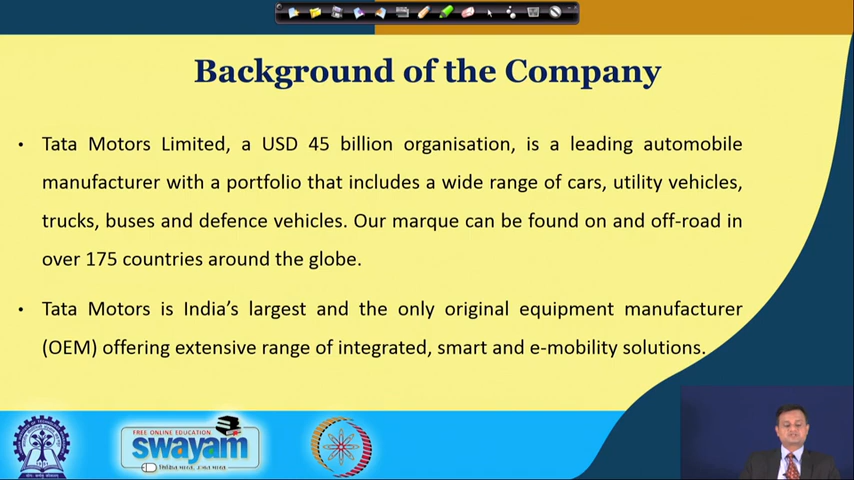 Background of the Company
• Tata Motors Limited, a USD 45 billion organisation, is a leading automobile
manufacturer with a portfolio that includes a wide range of cars, utility vehicles,
trucks, buses and defence vehicles. Our marque can be found on and off-road in
over 175 countries around the globe.
• Tata Motors is India's largest and the only original equipment manufacturer
(OEM) offering extensive range of integrated, smart and e-mobility solutions.
FREE ONLINE EDUCATION
swayam